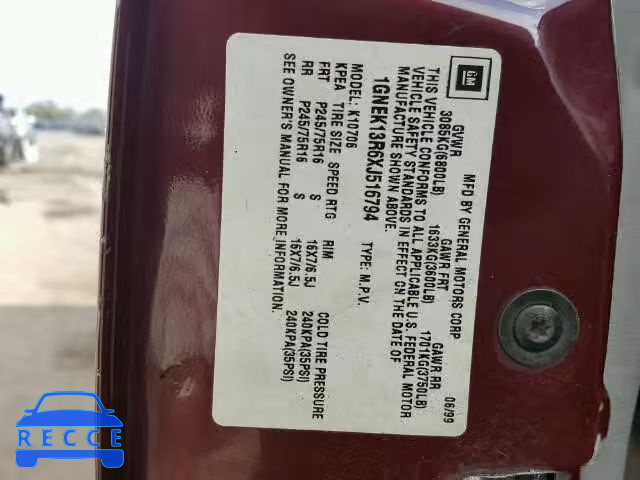 GM
MFD BY GENERAL MOTORS CORP 06/99
GVWR GAWR FRT GAWR RR
3085KG(6800LB) 1633KG(3600LB) 1701KG(3750LB)
THIS VEHICLE CONFORMS TO ALL APPLICABLE U.S. FEDERAL MOTOR
VEHICLE SAFETY STANDARDS IN EFFECT ON THE DATE OF
MANUFACTURE SHOWN ABOVE.
1GNEK13R6XJ516794 TYPE: M.P.V.
MODEL: K10706
KPEA TIRE SIZE SPEED RTG RIM COLD TIRE PRESSURE
FRT P245/75R16 S 16X7/6.5J 240KPA(35PSI)
RR P245/75R16 S 16X7/6.5J 240KPA(35PSI)
SEE OWNER'S MANUAL FOR MORE INFORMATION.
RECCE